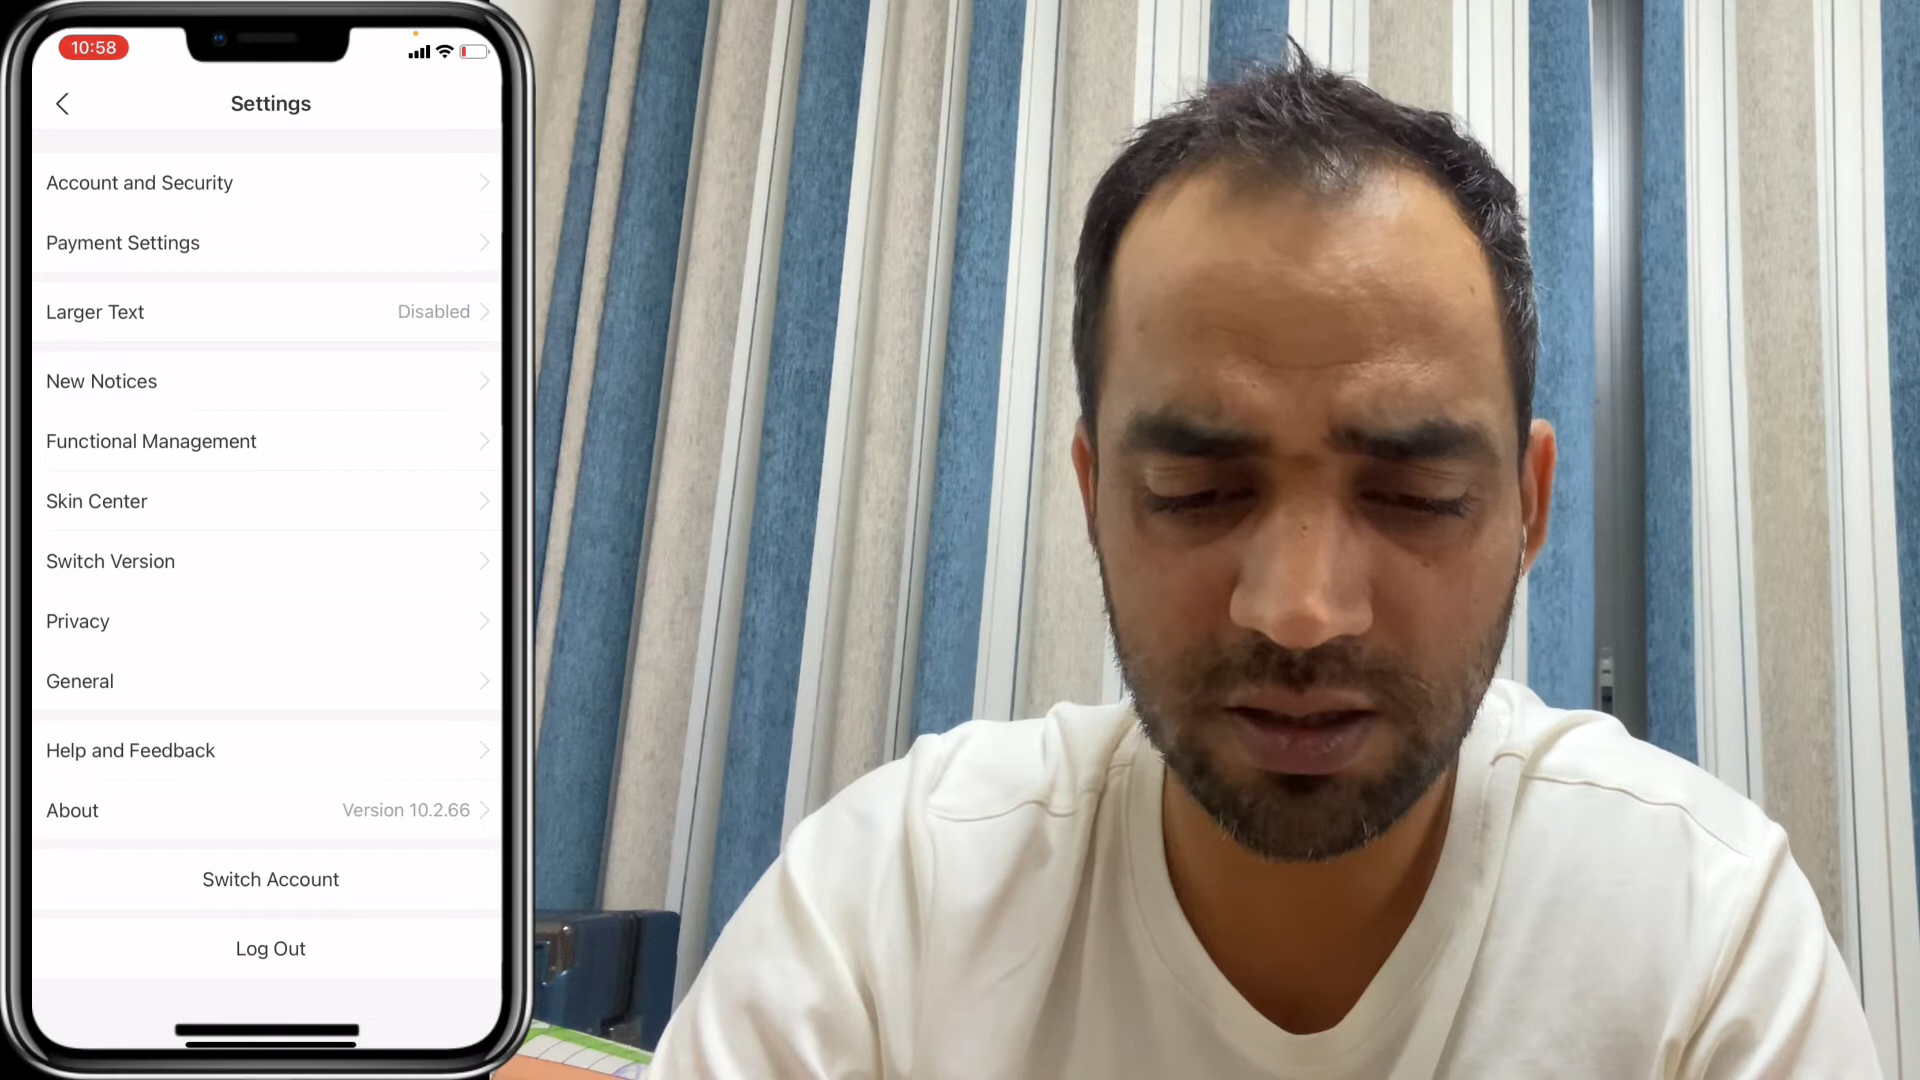 10:58
Settings
Account and Security
Payment Settings
Larger Text Disabled
New Notices
Functional Management
Skin Center
Switch Version
Privacy
General
Help and Feedback
About Version 10.2.66
Switch Account
Log Out